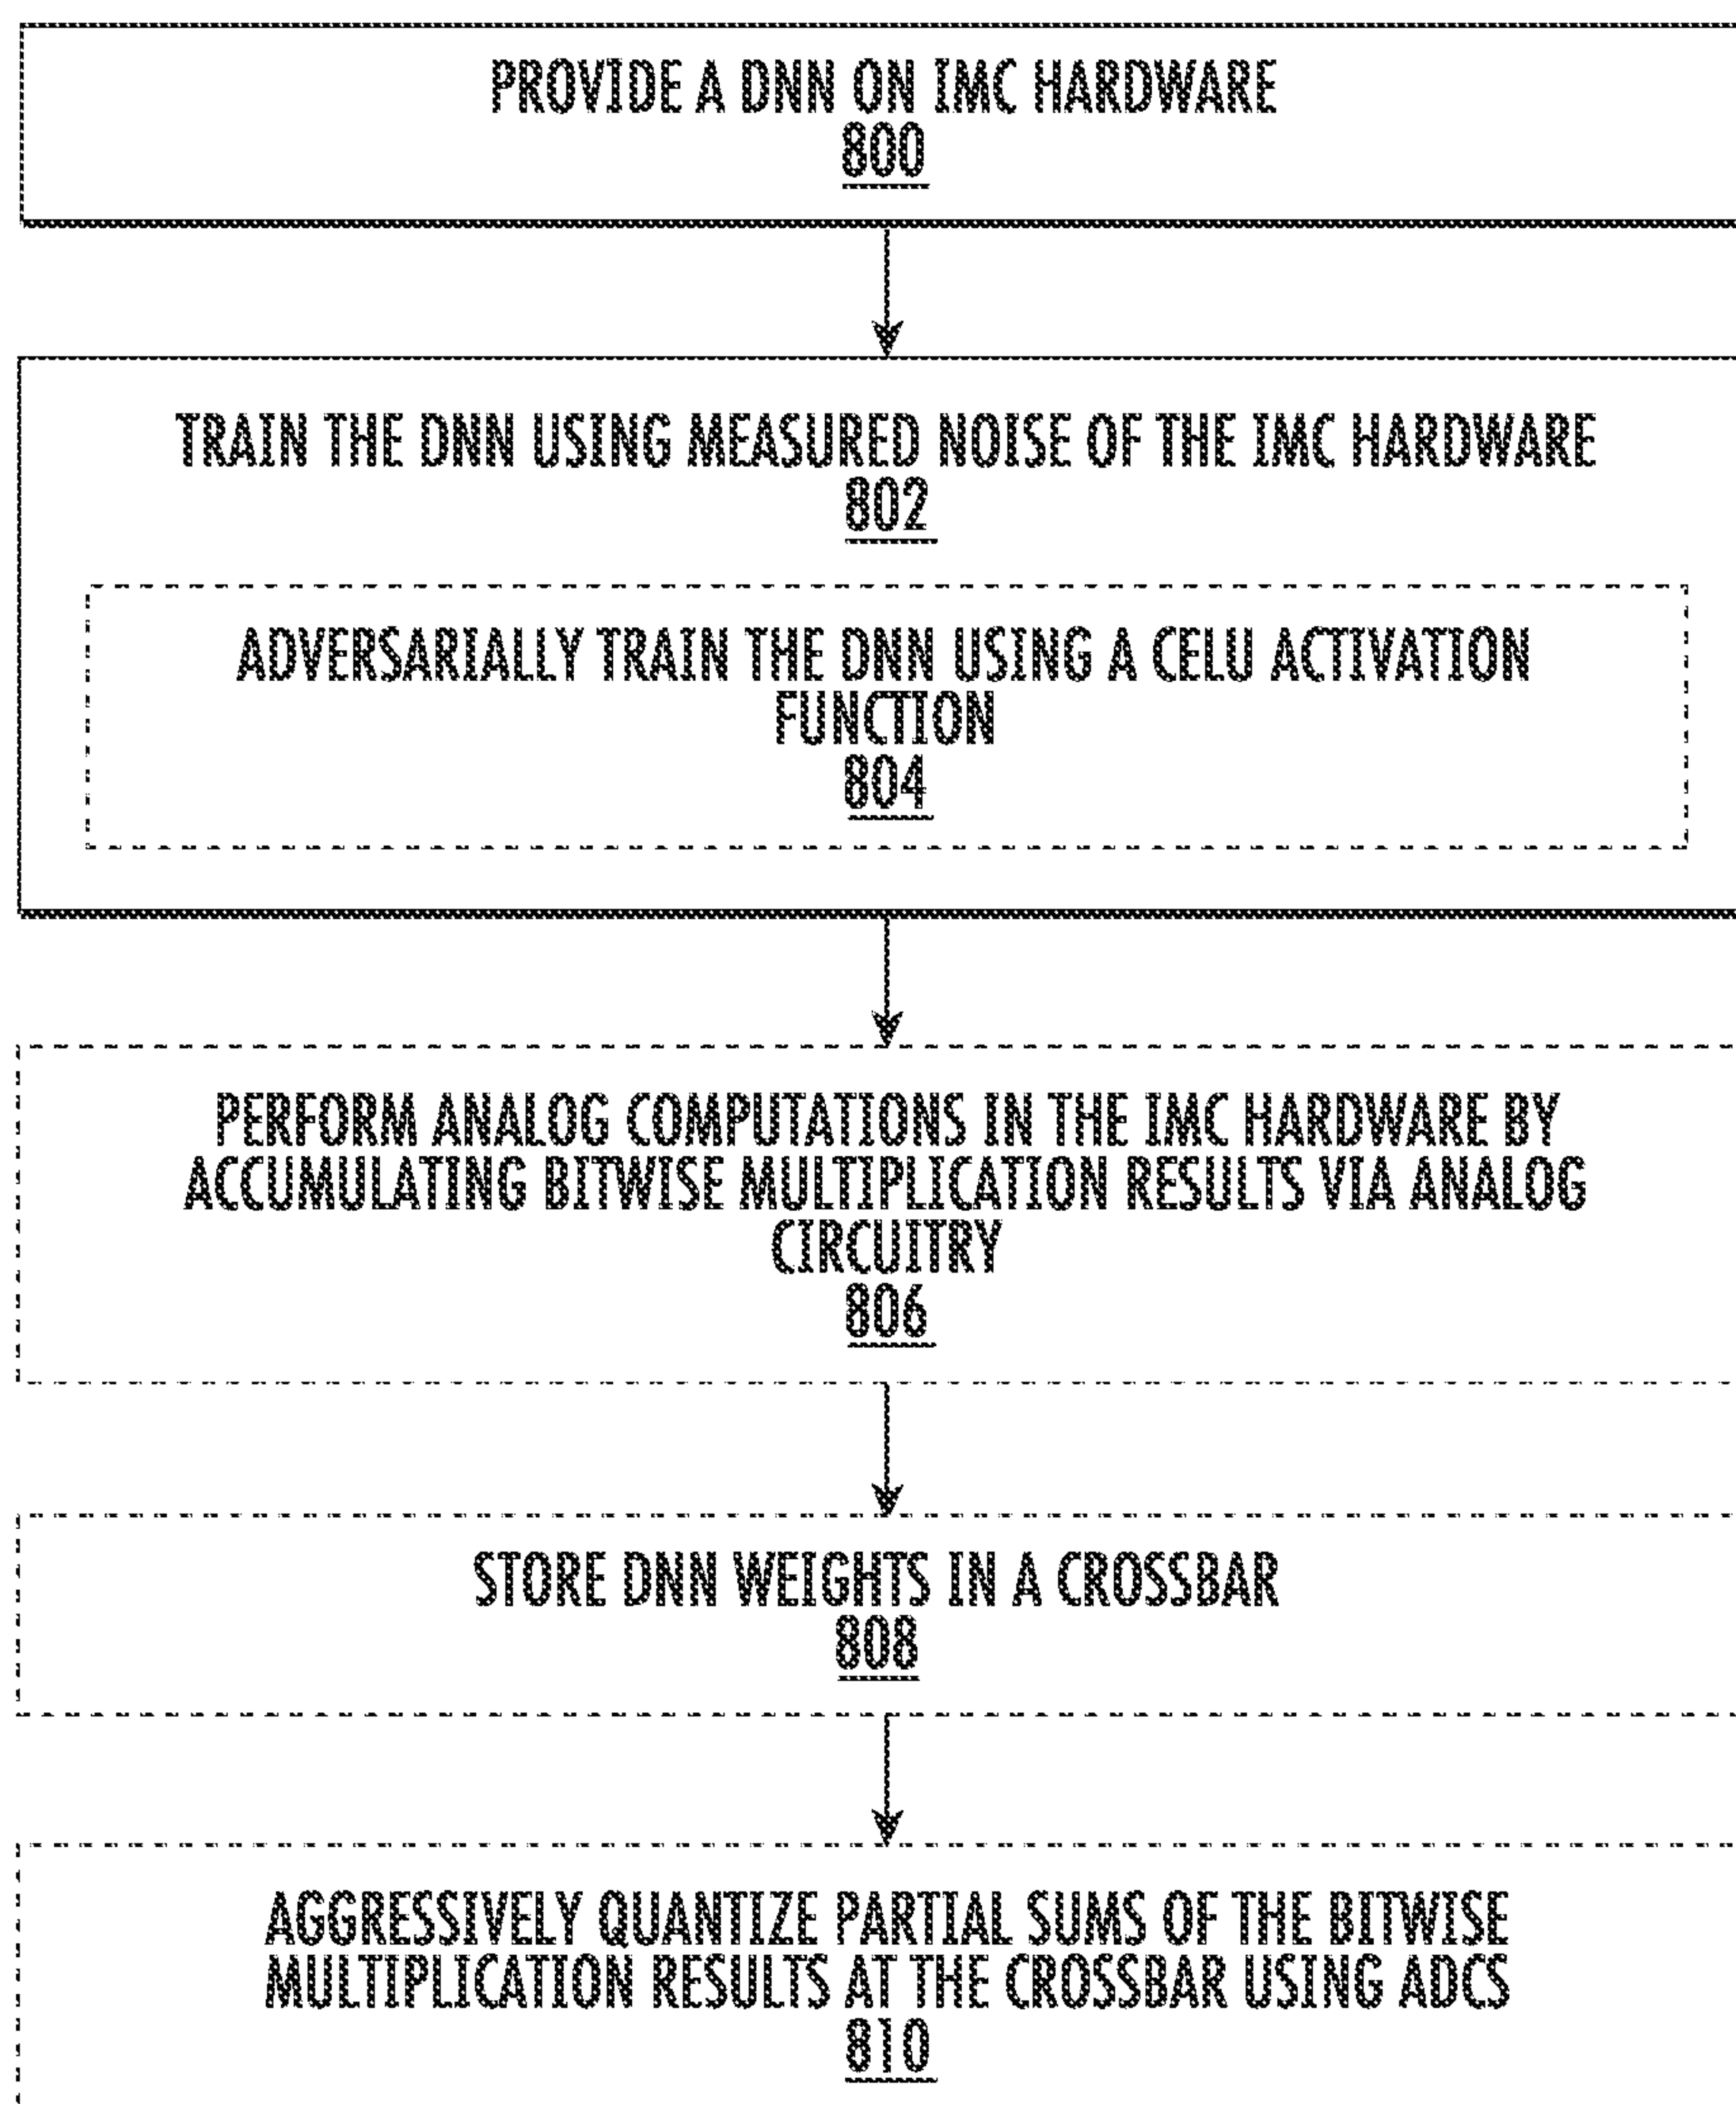 PROVIDE A DNN ON IMC HARDWARE
800
TRAIN THE DNN USING MEASURED NOISE OF THE IMC HARDWARE
802
ADVERSARIALLY TRAIN THE DNN USING A CELU ACTIVATION
FUNCTION
804
PERFORM ANALOG COMPUTATIONS IN THE IMC HARDWARE BY
ACCUMULATING BITWISE MULTIPLICATION RESULTS VIA ANALOG
CIRCUITRY
806
STORE DNN WEIGHTS IN A CROSSBAR
808
AGGRESSIVELY QUANTIZE PARTIAL SUMS OF THE BITWISE
MULTIPLICATION RESULTS AT THE CROSSBAR USING ADCS
810